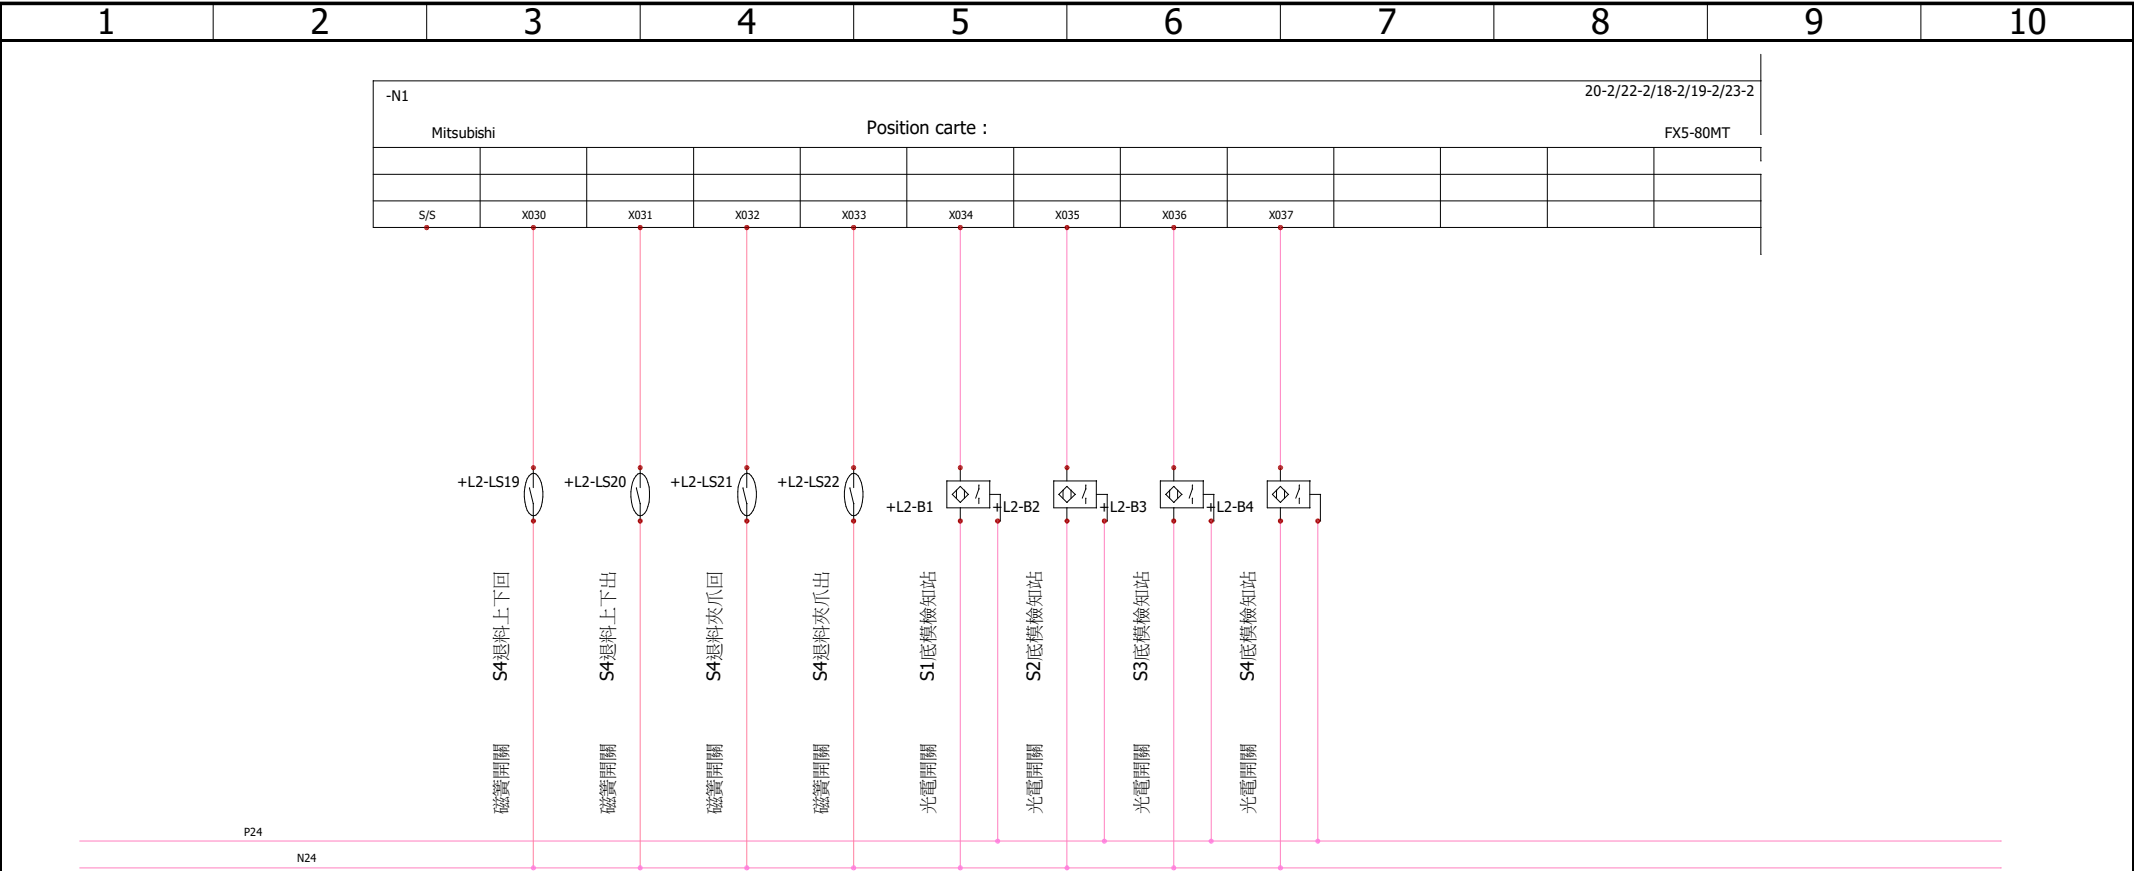 1 2 3 4 5 6 7 8 9 10
-N1 20-2/22-2/18-2/19-2/23-2
Mitsubishi Position carte : FX5-80MT
S/S X030 X031 X032 X033 X034 X035 X036 X037
+L2-LS19 +L2-LS20 +L2-LS21 +L2-LS22
+L2-B1 +L2-B2 +L2-B3 +L2-B4
S4退料上下回
S4退料上下出
S4退料夾爪回
S4退料夾爪出
S1底模檢知站
S2底模檢知站
S3底模檢知站
S4底模檢知站
磁簧開關
磁簧開關
磁簧開關
磁簧開關
光電開關
光電開關
光電開關
光電開關
P24
N24